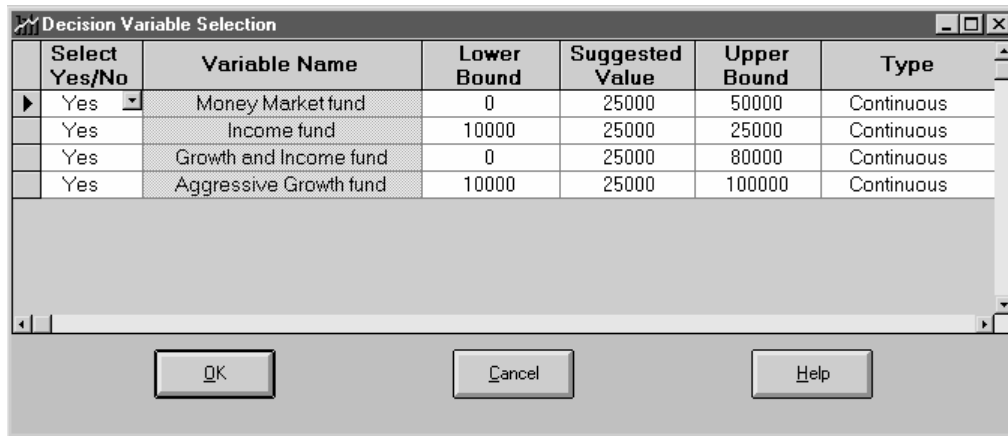 Decision Variable Selection
Select Yes/No Variable Name Lower Bound Suggested Value Upper Bound Type
Yes Money Market fund 0 25000 50000 Continuous
Yes Income fund 10000 25000 25000 Continuous
Yes Growth and Income fund 0 25000 80000 Continuous
Yes Aggressive Growth fund 10000 25000 100000 Continuous
OK Cancel Help